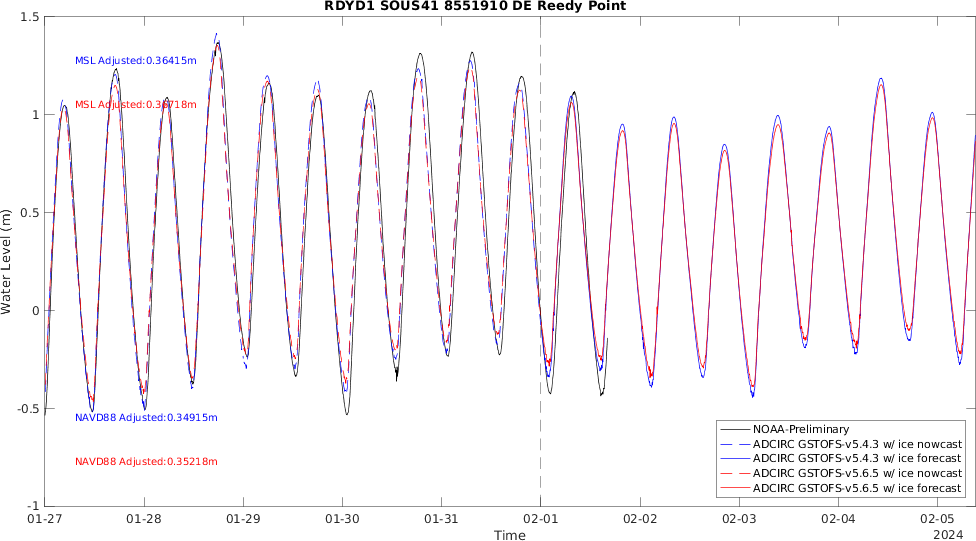 RDYD1 SOUS41 8551910 DE Reedy Point
1.5
1
0.5
0
-0.5
-1
Water Level (m)
MSL Adjusted:0.36415m
MSL Adjusted:0.36718m
NAVD88 Adjusted:0.34915m
NAVD88 Adjusted:0.35218m
NOAA-Preliminary
ADCIRC GSTOFS-v5.4.3 w/ ice nowcast
ADCIRC GSTOFS-v5.4.3 w/ ice forecast
ADCIRC GSTOFS-v5.6.5 w/ ice nowcast
ADCIRC GSTOFS-v5.6.5 w/ ice forecast
01-27 01-28 01-29 01-30 01-31 02-01 02-02 02-03 02-04 02-05
Time
2024